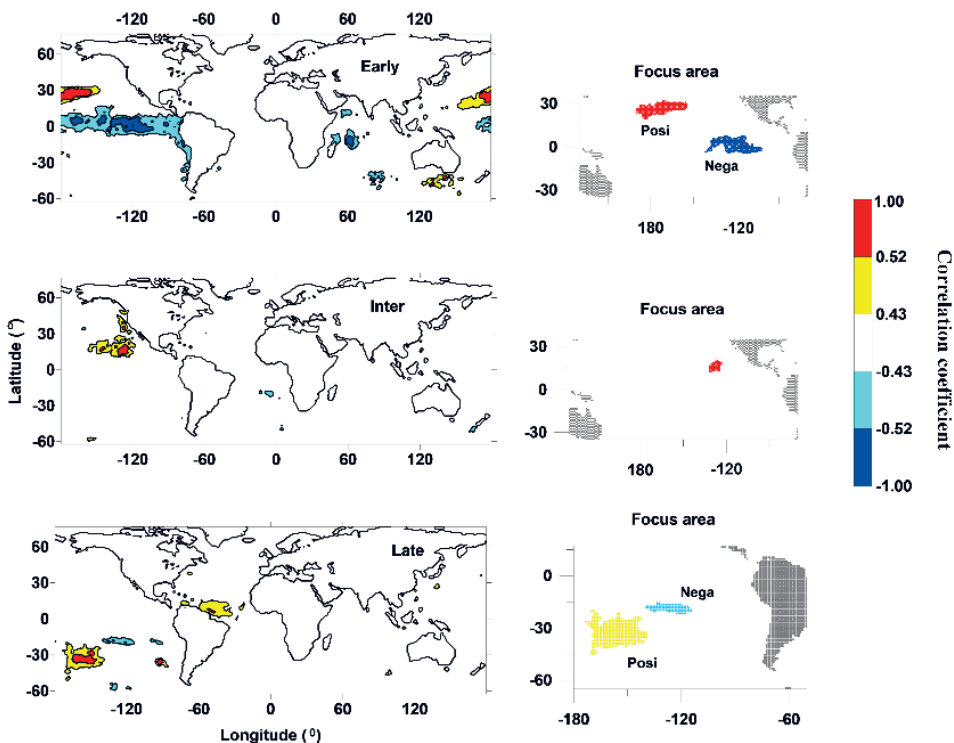 -120 -60 0 60 120
60
30
0
-30
-60
Early
-120 -60 0 60 120
Focus area
30
0
-30
Posi
Nega
180 -120
60
30
0
-30
-60
Inter
-120 -60 0 60 120
Latitude (°)
Focus area
30
0
-30
180 -120
1.00
0.52
0.43
-0.43
-0.52
-1.00
Correlation coefficient
60
30
0
-30
-60
Late
-120 -60 0 60 120
Longitude (°)
Focus area
0
-30
-60
Nega
Posi
-180 -120 -60